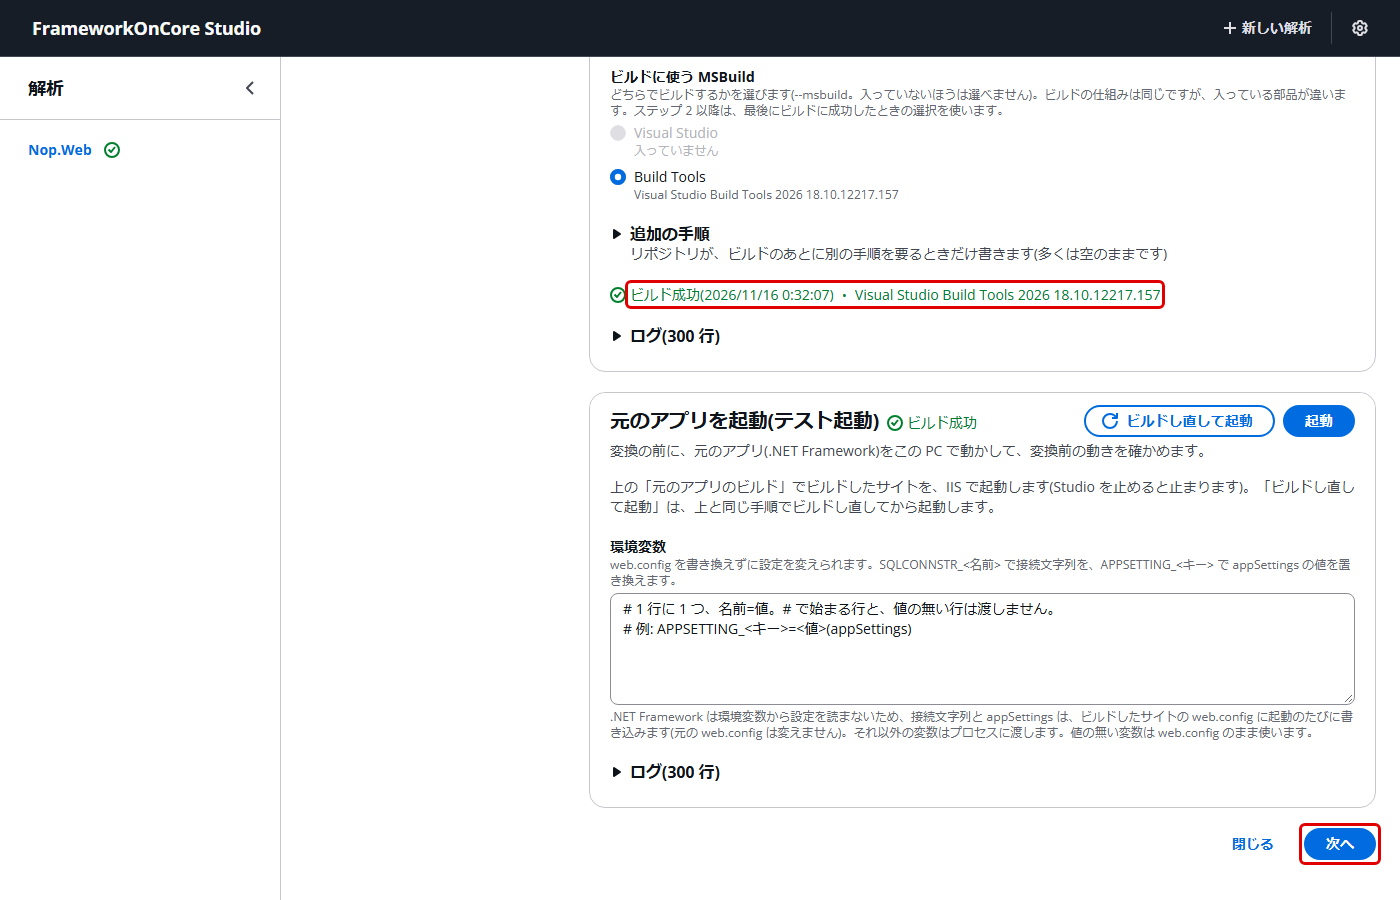 FrameworkOnCore Studio
新しい解析
解析
Nop.Web
ビルドに使う MSBuild
どちらでビルドするかを選びます(--msbuild。入っていないほうは選べません)。ビルドの仕組みは同じですが、入っている部品が違いま
す。ステップ 2 以降は、最後にビルドに成功したときの選択を使います。
Visual Studio
入っていません
Build Tools
Visual Studio Build Tools 2026 18.10.12217.157
追加の手順
リポジトリが、ビルドのあとに別の手順を要るときだけ書きます(多くは空のままです)
ビルド成功(2026/11/16 0:32:07) ・ Visual Studio Build Tools 2026 18.10.12217.157
ログ(300 行)
元のアプリを起動(テスト起動) ビルド成功
ビルドし直して起動
起動
変換の前に、元のアプリ(.NET Framework)をこの PC で動かして、変換前の動きを確かめます。
上の「元のアプリのビルド」でビルドしたサイトを、IIS で起動します(Studio を止めると止まります)。「ビルドし直し
て起動」は、上と同じ手順でビルドし直してから起動します。
環境変数
web.config を書き換えずに設定を変えられます。SQLCONNSTR_<名前> で接続文字列を、APPSETTING_<キー> で appSettings の値を置
き換えます。
# 1 行に 1 つ、名前=値。# で始まる行と、値の無い行は渡しません。
# 例: APPSETTING_<キー>=<値>(appSettings)
.NET Framework は環境変数から設定を読まないため、接続文字列と appSettings は、ビルドしたサイトの web.config に起動のたびに書
き込みます(元の web.config は変えません)。それ以外の変数はプロセスに渡します。値の無い変数は web.config のまま使います。
ログ(300 行)
閉じる
次へ